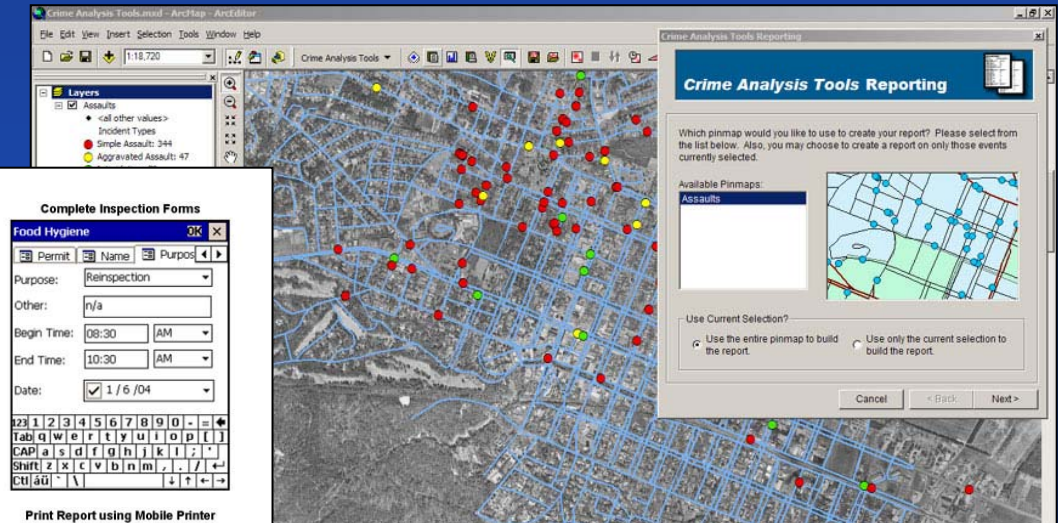 Crime Analysis Tools.mxd - ArcMap - ArcEditor
File Edit View Insert Selection Tools Window Help
1:18,720
Crime Analysis Tools
Layers
Assaults
<all other values>
Incident Types
Simple Assault: 344
Aggravated Assault: 47
Crime Analysis Tools Reporting
Crime Analysis Tools Reporting
Which pinmap would you like to use to create your report? Please select from
the list below. Also, you may choose to create a report on only those events
currently selected.
Available Pinmaps:
Assaults
Use Current Selection?
Use the entire pinmap to build
the report.
Use only the current selection to
build the report.
Cancel
< Back
Next >
Complete Inspection Forms
Food Hygiene OK
Permit Name Purpos
Purpose: Reinspection
Other: n/a
Begin Time: 08:30 AM
End Time: 10:30 AM
Date: 1 / 6 /04
123 1 2 3 4 5 6 7 8 9 0 - =
Tab q w e r t y u i o p [ ]
CAP a s d f g h j k l ; '
Shift z x c v b n m , . /
Ctl áü ` \
Print Report using Mobile Printer